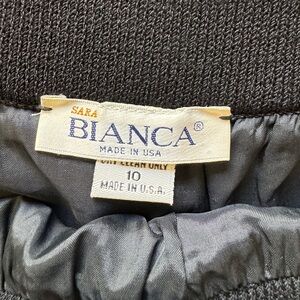 SARA
BIANCA®
MADE IN USA
DRY CLEAN ONLY
10
MADE IN U.S.A.